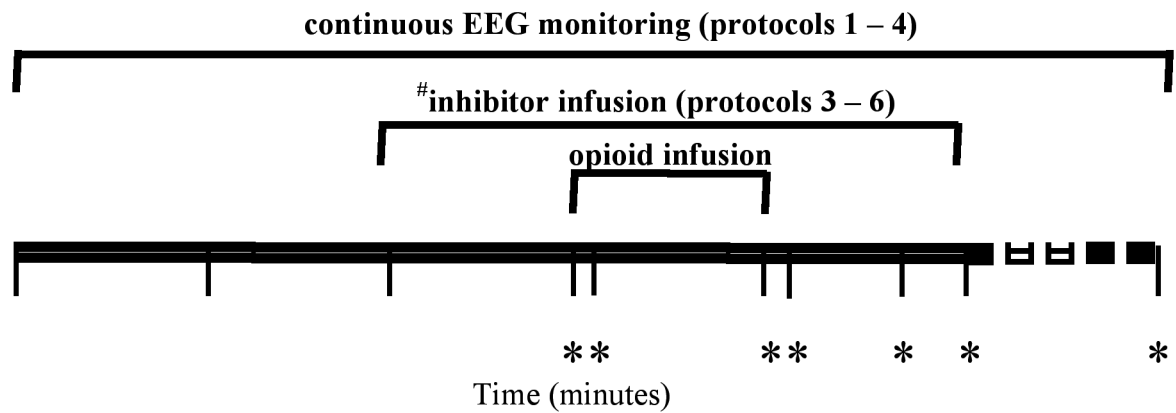 continuous EEG monitoring (protocols 1 – 4)
#inhibitor infusion (protocols 3 – 6)
opioid infusion
* * * * * * *
Time (minutes)